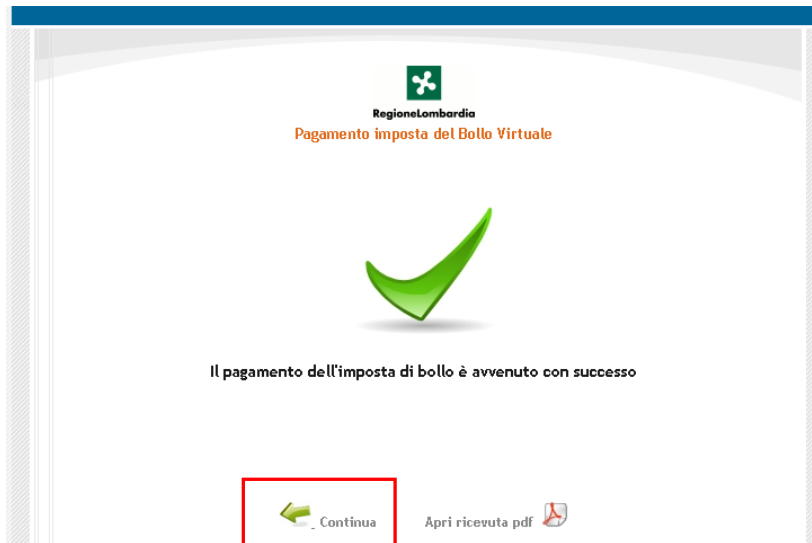 RegioneLombardia
Pagamento imposta del Bollo Virtuale
Il pagamento dell'imposta di bollo è avvenuto con successo
Continua Apri ricevuta pdf